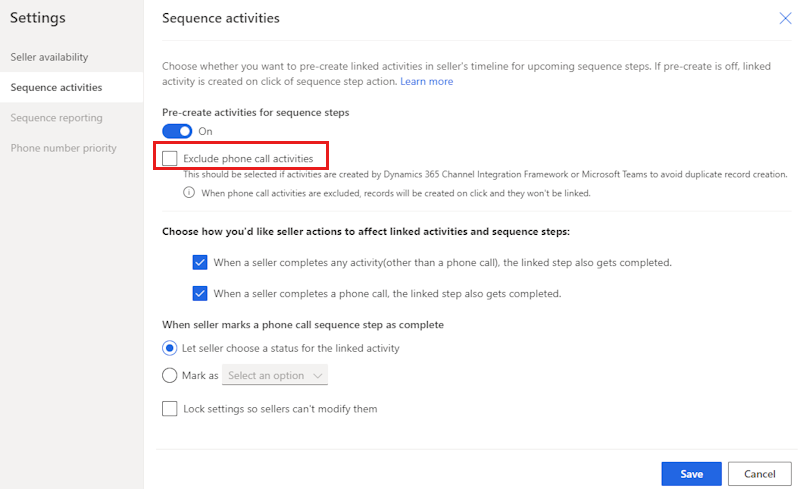 Settings
Seller availability
Sequence activities
Sequence reporting
Phone number priority
Sequence activities
Choose whether you want to pre-create linked activities in seller's timeline for upcoming sequence steps. If pre-create is off, linked
activity is created on click of sequence step action. Learn more
Pre-create activities for sequence steps
On
Exclude phone call activities
This should be selected if activities are created by Dynamics 365 Channel Integration Framework or Microsoft Teams to avoid duplicate record creation.
When phone call activities are excluded, records will be created on click and they won't be linked.
Choose how you'd like seller actions to affect linked activities and sequence steps:
When a seller completes any activity(other than a phone call), the linked step also gets completed.
When a seller completes a phone call, the linked step also gets completed.
When seller marks a phone call sequence step as complete
Let seller choose a status for the linked activity
Mark as Select an option
Lock settings so sellers can't modify them
Save Cancel